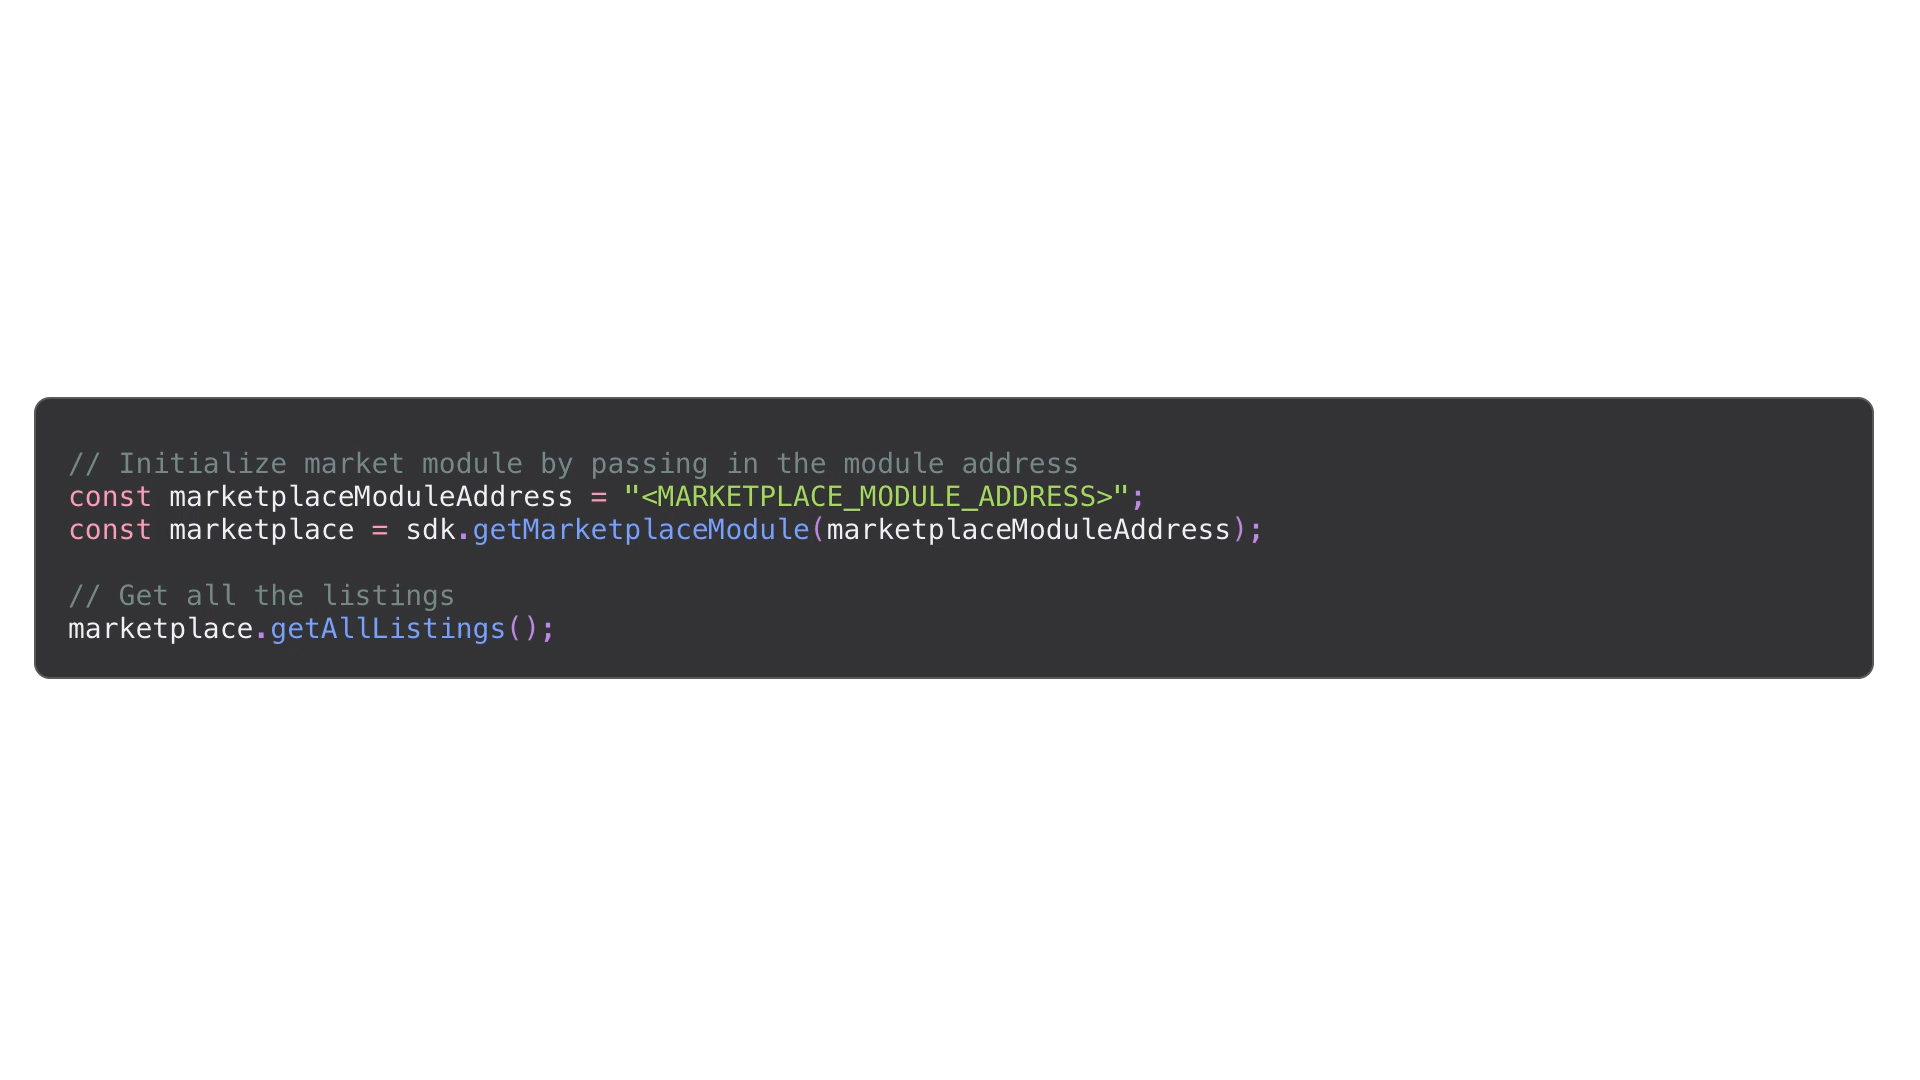 // Initialize market module by passing in the module address
const marketplaceModuleAddress = "<MARKETPLACE_MODULE_ADDRESS>";
const marketplace = sdk.getMarketplaceModule(marketplaceModuleAddress);
// Get all the listings
marketplace.getAllListings();